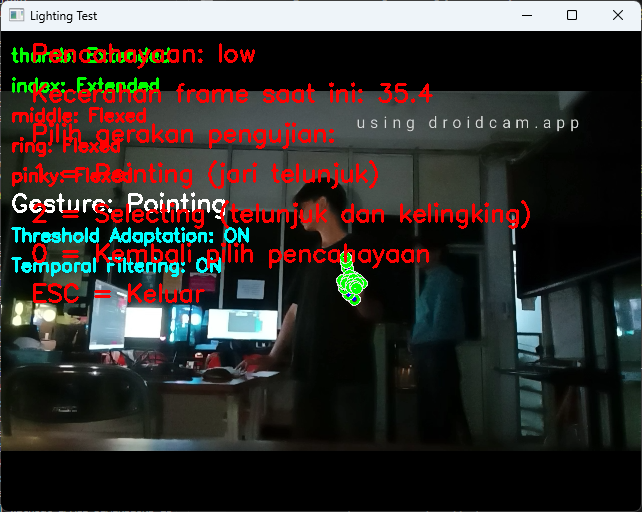 Lighting Test
Pencahayaan: low
thumb: Extended
index: Extended
Kecerahan frame saat ini: 35.4
middle: Flexed
using droidcam.app
Pilih gerakan pengujian:
ring: Flexed
1 = Pointing (jari telunjuk)
pinky: Flexed
Gesture: Pointing
2 = Selecting (telunjuk dan kelingking)
Threshold Adaptation: ON
0 = Kembali pilih pencahayaan
Temporal Filtering: ON
ESC = Keluar